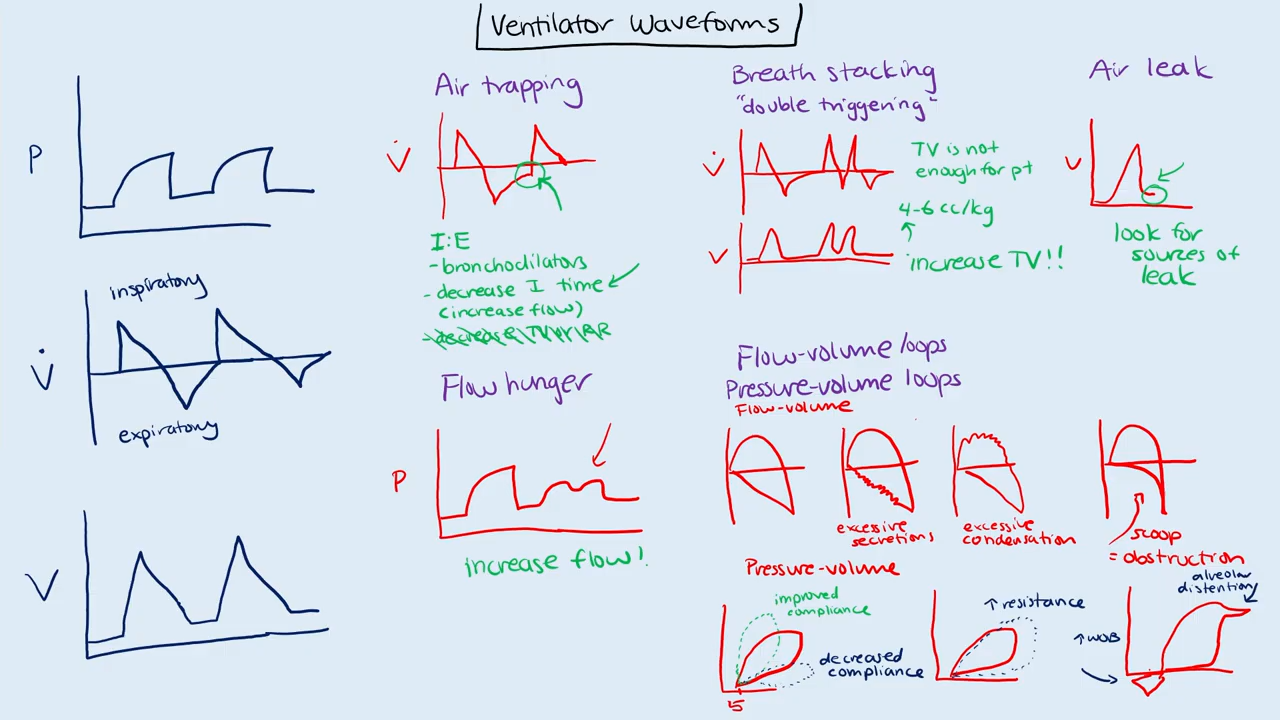 Ventilator Waveforms
P
inspiratory
V̇
expiratory
V
Air trapping
V̇
I:E
- bronchodilators
- decrease I time
(increase flow)
- decrease TV RR
Flow hunger
P
increase flow!
Breath stacking
"double triggering"
V̇
V
TV is not
enough for pt
4-6 cc/kg
increase TV!!
Air leak
V
look for
sources of
leak
Flow-volume loops
Pressure-volume loops
Flow-volume
excessive
secretions
excessive
condensation
scoop
= obstruction
Pressure-volume
improved
compliance
decreased
compliance
5
↑ resistance
↑ WOB
alveolar
distention